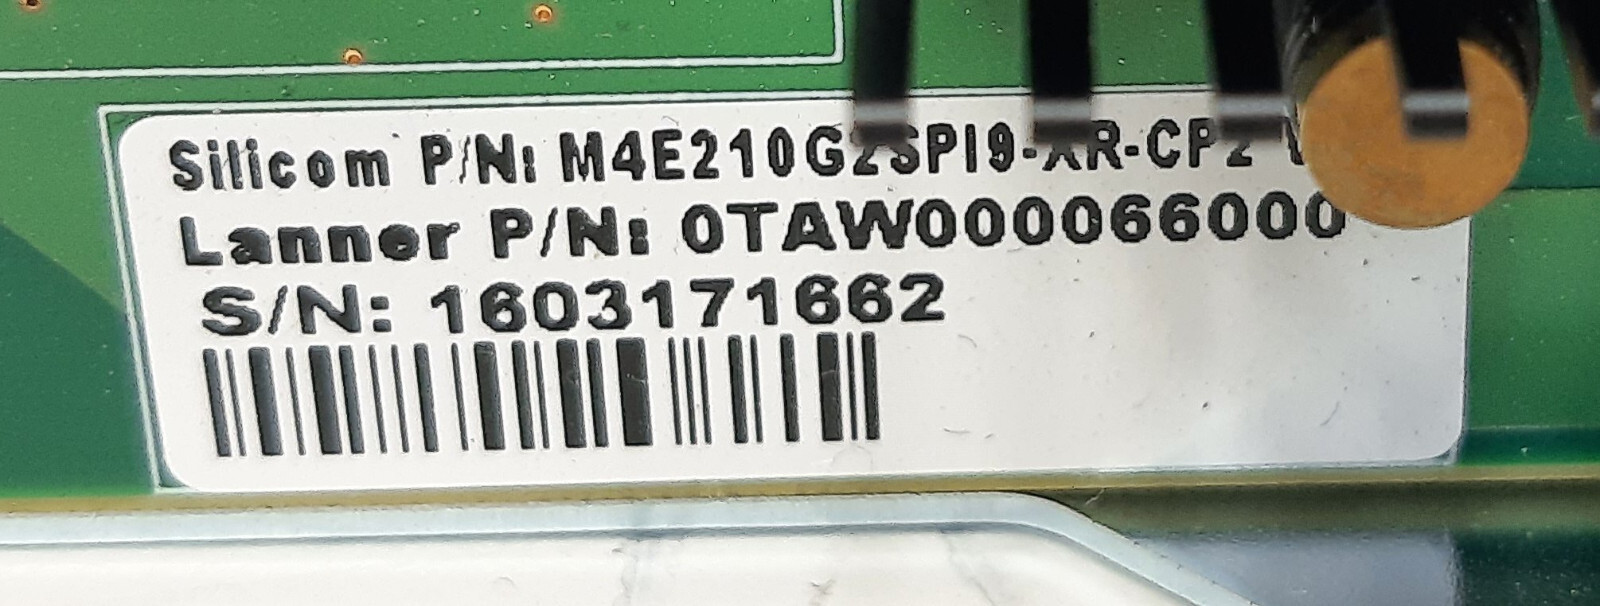 Silicom P/N: M4E210G2SPI9-XR-CP2
Lanner P/N: 0TAW000066000
S/N: 1603171662